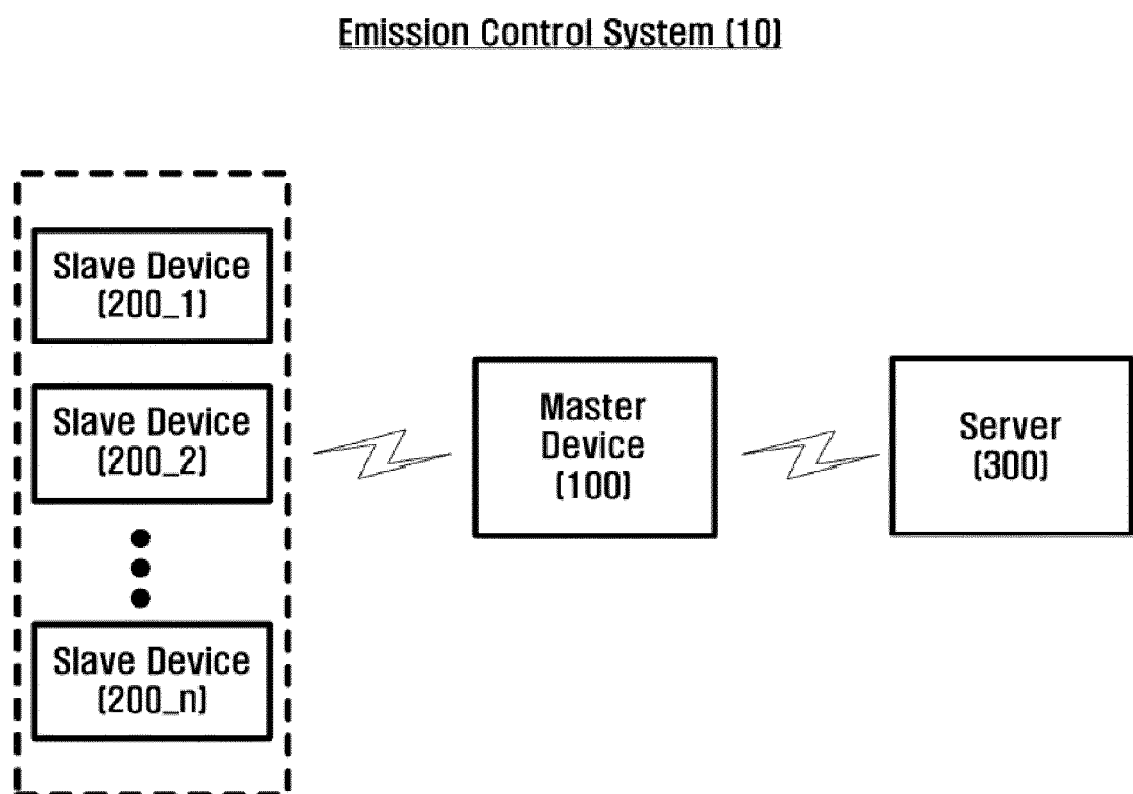 Emission Control System (10)
Slave Device
(200_1)
Slave Device
(200_2)
Slave Device
(200_n)
Master
Device
(100)
Server
(300)